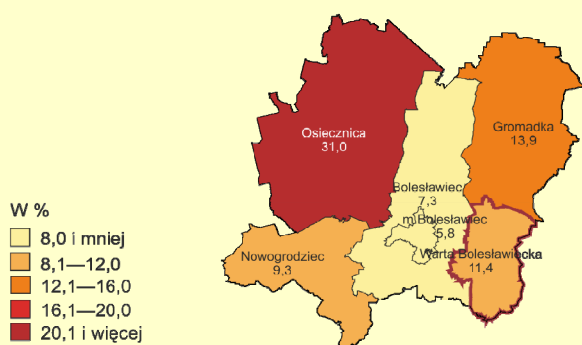 Osiecznica
31,0
Gromadka
13,9
Bolesławiec
7,3
m.Bolesławiec
5,8
Warta Bolesławiecka
11,4
Nowogrodziec
9,3
W %
8,0 i mniej
8,1—12,0
12,1—16,0
16,1—20,0
20,1 i więcej